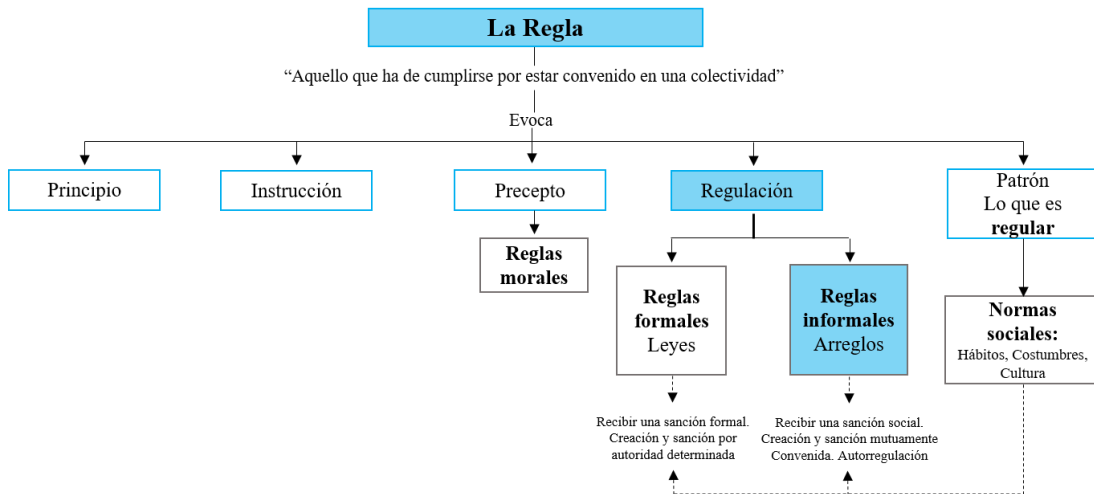 La Regla
“Aquello que ha de cumplirse por estar convenido en una colectividad”
Evoca
Principio
Instrucción
Precepto
Regulación
Patrón
Lo que es
regular
Reglas
morales
Reglas
formales
Leyes
Reglas
informales
Arreglos
Normas
sociales:
Hábitos, Costumbres,
Cultura
Recibir una sanción formal.
Creación y sanción por
autoridad determinada
Recibir una sanción social.
Creación y sanción mutuamente
Convenida. Autorregulación